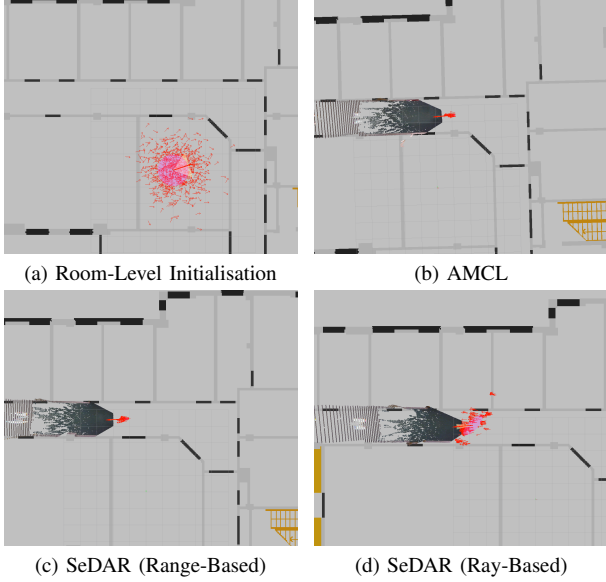 (a) Room-Level Initialisation
(b) AMCL
(c) SeDAR (Range-Based)
(d) SeDAR (Ray-Based)